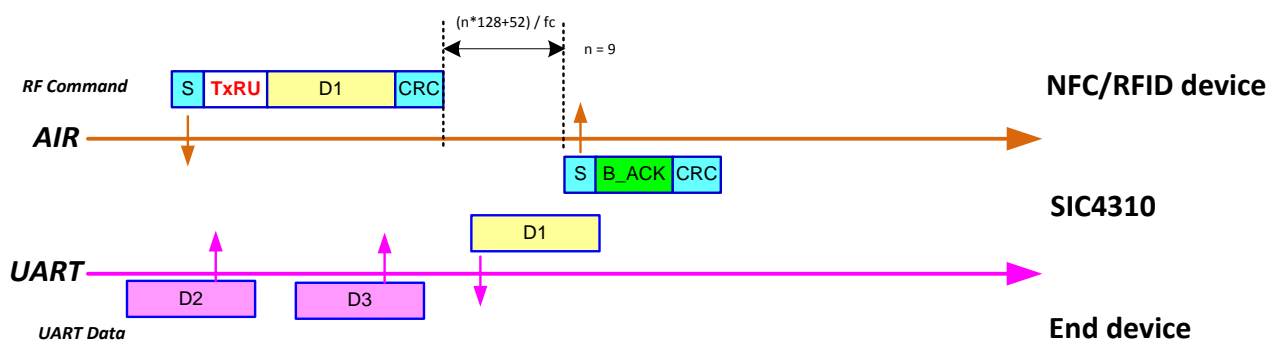 (n*128+52) / fc
n = 9
RF Command
S TxRU D1 CRC
NFC/RFID device
AIR
S B_ACK CRC
SIC4310
D1
UART
D2 D3
UART Data
End device